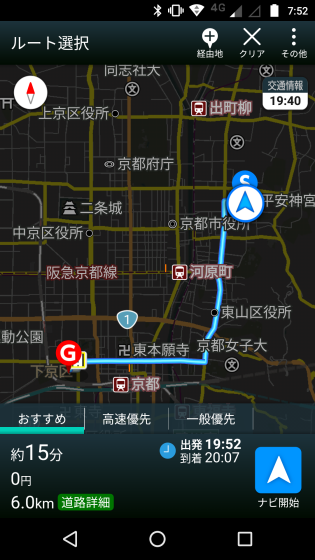 4G 7:52
ルート選択
経由地 クリア その他
同志社大
交通情報
19:40
上京区役所
出町柳
京都府庁
S
平安神宮
二条城
京都市役所
中京区役所
阪急京都線
河原町
1
東山区役所
動公園
G
卍東本願寺
京都女子大
下京区
京都
おすすめ 高速優先 一般優先
約15分
出発 19:52
到着 20:07
0円
6.0km 道路詳細
ナビ開始